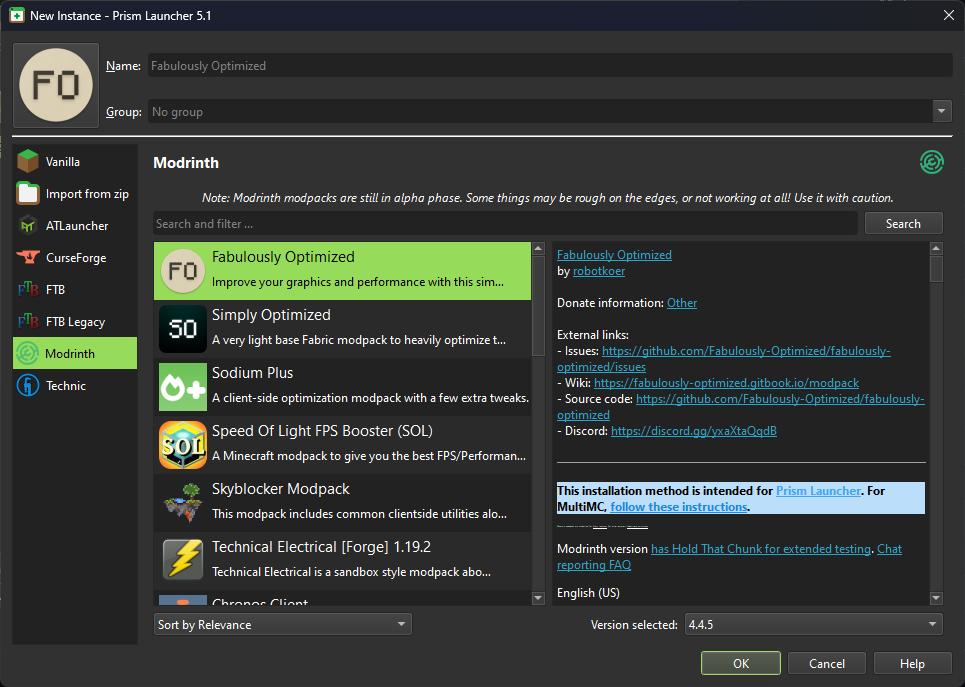 New Instance - Prism Launcher 5.1
FO
Name: Fabulously Optimized
Group: No group
Vanilla
Import from zip
ATLauncher
CurseForge
FTB
FTB Legacy
Modrinth
Technic
Modrinth
Note: Modrinth modpacks are still in alpha phase. Some things may be rough on the edges, or not working at all! Use it with caution.
Search and filter ...
Search
FO
Fabulously Optimized
Improve your graphics and performance with this sim...
SO
Simply Optimized
A very light base Fabric modpack to heavily optimize t...
Sodium Plus
A client-side optimization modpack with a few extra tweaks.
SOL
Speed Of Light FPS Booster (SOL)
A Minecraft modpack to give you the best FPS/Performan...
Skyblocker Modpack
This modpack includes common clientside utilities alo...
Technical Electrical [Forge] 1.19.2
Technical Electrical is a sandbox style modpack abo...
Chronos Client
Fabulously Optimized
by robotkoer
Donate information: Other
External links:
- Issues: https://github.com/Fabulously-Optimized/fabulously-
optimized/issues
- Wiki: https://fabulously-optimized.gitbook.io/modpack
- Source code: https://github.com/Fabulously-Optimized/fabulously-
optimized
- Discord: https://discord.gg/yxaXtaQqdB
This installation method is intended for Prism Launcher. For
MultiMC, follow these instructions.
Modrinth version has Hold That Chunk for extended testing. Chat
reporting FAQ
English (US)
Sort by Relevance
Version selected: 4.4.5
OK
Cancel
Help